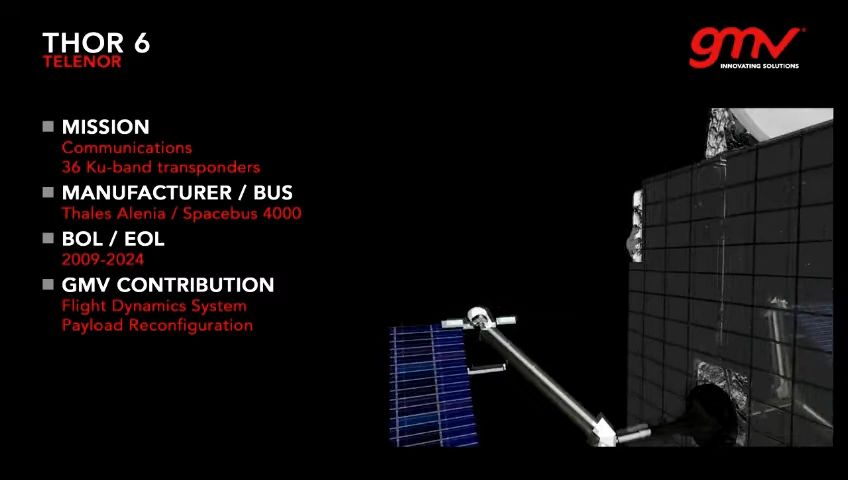 THOR 6
TELENOR
gmv
INNOVATING SOLUTIONS
MISSION
Communications
36 Ku-band transponders
MANUFACTURER / BUS
Thales Alenia / Spacebus 4000
BOL / EOL
2009-2024
GMV CONTRIBUTION
Flight Dynamics System
Payload Reconfiguration